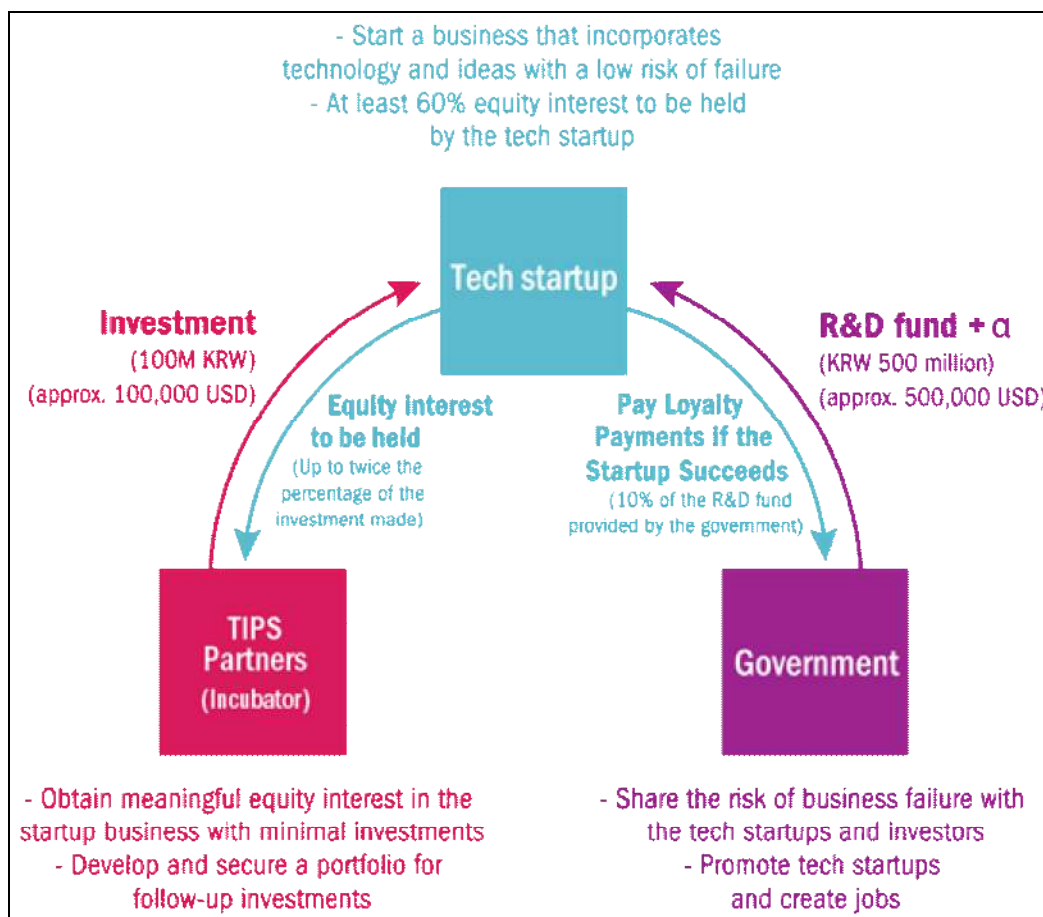 - Start a business that incorporates
technology and ideas with a low risk of failure
- At least 60% equity interest to be held
by the tech startup
Tech startup
Investment
(100M KRW)
(approx. 100,000 USD)
R&D fund + α
(KRW 500 million)
(approx. 500,000 USD)
Equity interest
to be held
(Up to twice the
percentage of the
investment made)
Pay Loyalty
Payments if the
Startup Succeeds
(10% of the R&D fund
provided by the government)
TIPS
Partners
(Incubator)
Government
- Obtain meaningful equity interest in the
startup business with minimal investments
- Develop and secure a portfolio for
follow-up investments
- Share the risk of business failure with
the tech startups and investors
- Promote tech startups
and create jobs